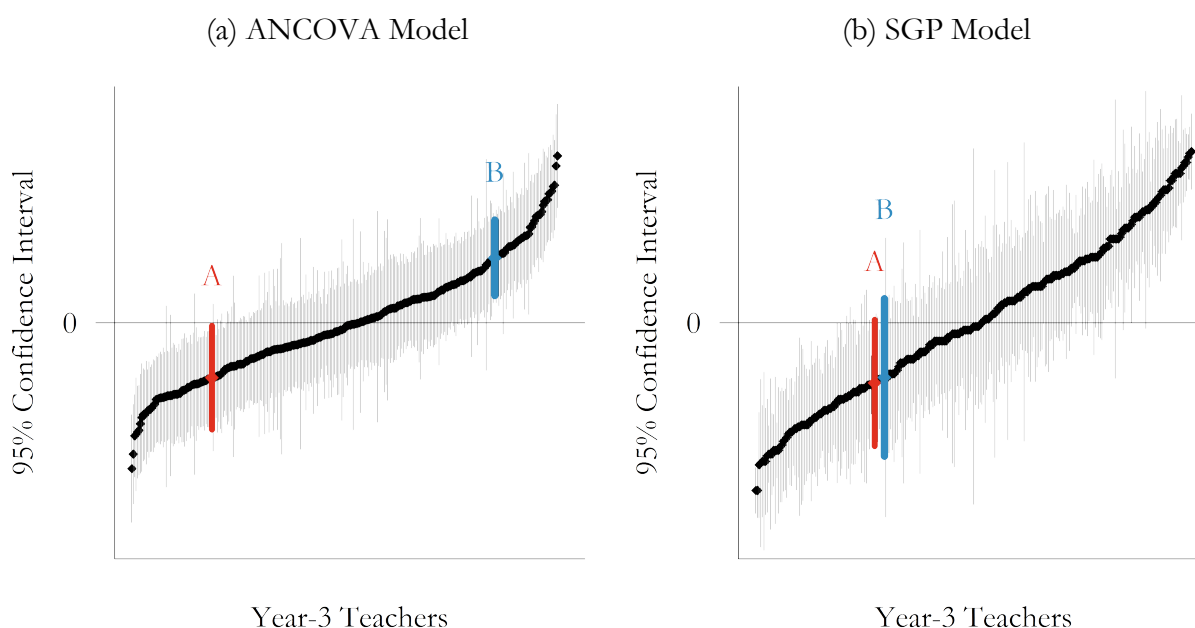 (a) ANCOVA Model
95% Confidence Interval
0
A
B
Year-3 Teachers
(b) SGP Model
95% Confidence Interval
0
A
B
Year-3 Teachers